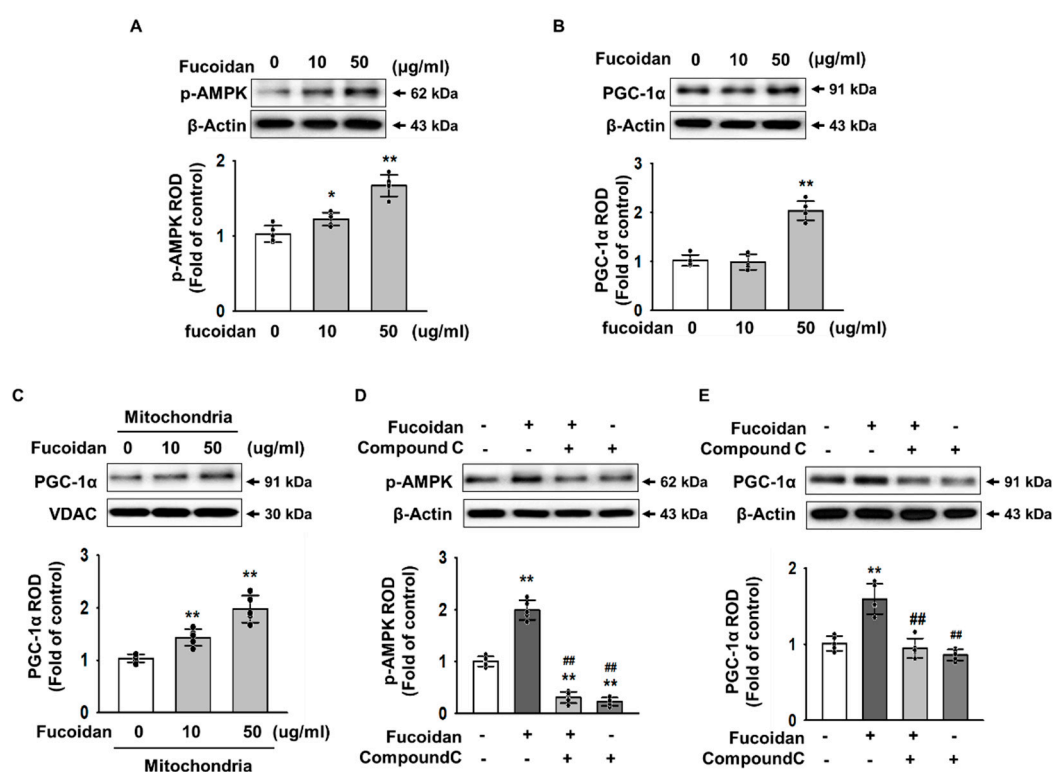 A
Fucoidan 0 10 50 (µg/ml)
p-AMPK ← 62 kDa
β-Actin ← 43 kDa
p-AMPK ROD
(Fold of control)
2
1
0
*
**
fucoidan 0 10 50 (ug/ml)
B
Fucoidan 0 10 50 (µg/ml)
PGC-1α ← 91 kDa
β-Actin ← 43 kDa
PGC-1α ROD
(Fold of control)
3
2
1
0
**
fucoidan 0 10 50 (ug/ml)
C
Mitochondria
Fucoidan 0 10 50 (ug/ml)
PGC-1α ← 91 kDa
VDAC ← 30 kDa
PGC-1α ROD
(Fold of control)
3
2
1
0
**
**
Fucoidan 0 10 50 (ug/ml)
Mitochondria
D
Fucoidan - + + -
Compound C - - + +
p-AMPK ← 62 kDa
β-Actin ← 43 kDa
p-AMPK ROD
(Fold of control)
3
2
1
0
**
## ##
** **
Fucoidan - + + -
CompoundC - - + +
E
Fucoidan - + + -
Compound C - - + +
PGC-1α ← 91 kDa
β-Actin ← 43 kDa
PGC-1α ROD
(Fold of control)
2
1
0
**
## ##
Fucoidan - + + -
CompoundC - - + +